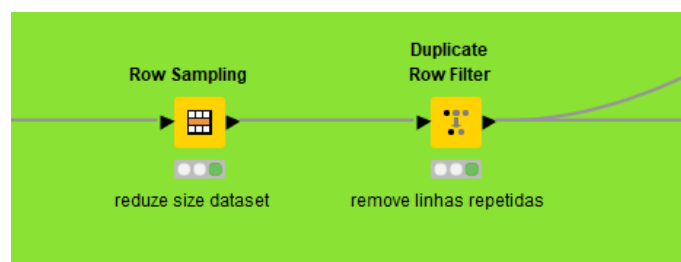 Row Sampling
reduze size dataset
Duplicate
Row Filter
remove linhas repetidas